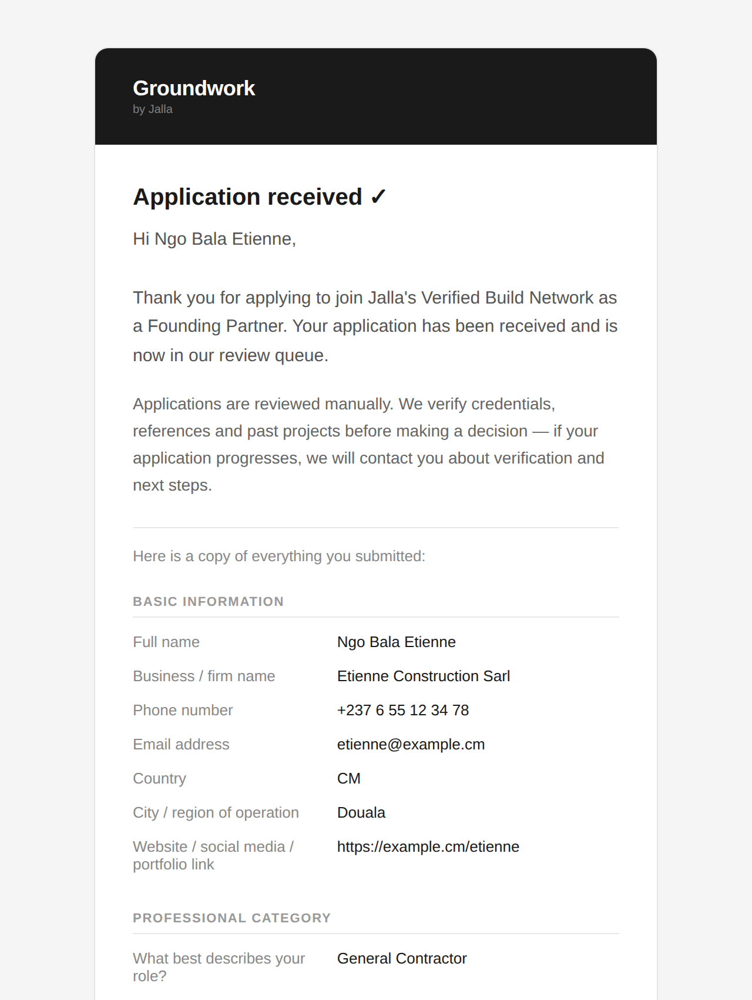 Groundwork
by Jalla
Application received ✓
Hi Ngo Bala Etienne,
Thank you for applying to join Jalla's Verified Build Network as
a Founding Partner. Your application has been received and is
now in our review queue.
Applications are reviewed manually. We verify credentials,
references and past projects before making a decision — if your
application progresses, we will contact you about verification and
next steps.
Here is a copy of everything you submitted:
BASIC INFORMATION
Full name Ngo Bala Etienne
Business / firm name Etienne Construction Sarl
Phone number +237 6 55 12 34 78
Email address etienne@example.cm
Country CM
City / region of operation Douala
Website / social media / https://example.cm/etienne
portfolio link
PROFESSIONAL CATEGORY
What best describes your General Contractor
role?